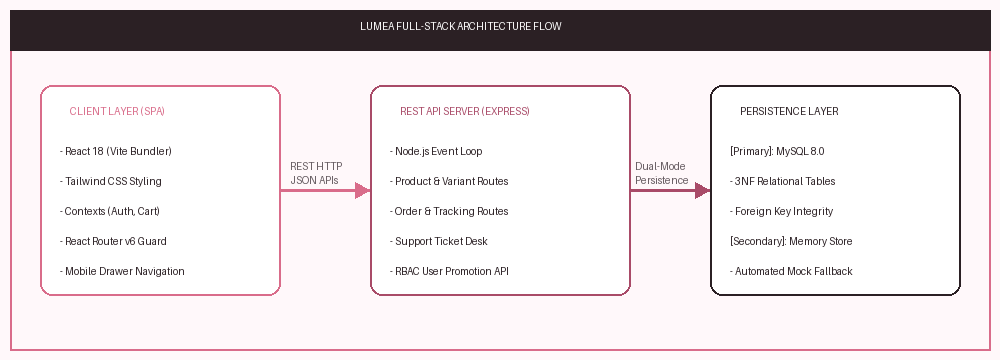 LUMEA FULL-STACK ARCHITECTURE FLOW
CLIENT LAYER (SPA)
- React 18 (Vite Bundler)
- Tailwind CSS Styling
- Contexts (Auth, Cart)
- React Router v6 Guard
- Mobile Drawer Navigation
REST HTTP
JSON APIs
REST API SERVER (EXPRESS)
- Node.js Event Loop
- Product & Variant Routes
- Order & Tracking Routes
- Support Ticket Desk
- RBAC User Promotion API
Dual-Mode
Persistence
PERSISTENCE LAYER
[Primary]: MySQL 8.0
- 3NF Relational Tables
- Foreign Key Integrity
[Secondary]: Memory Store
- Automated Mock Fallback